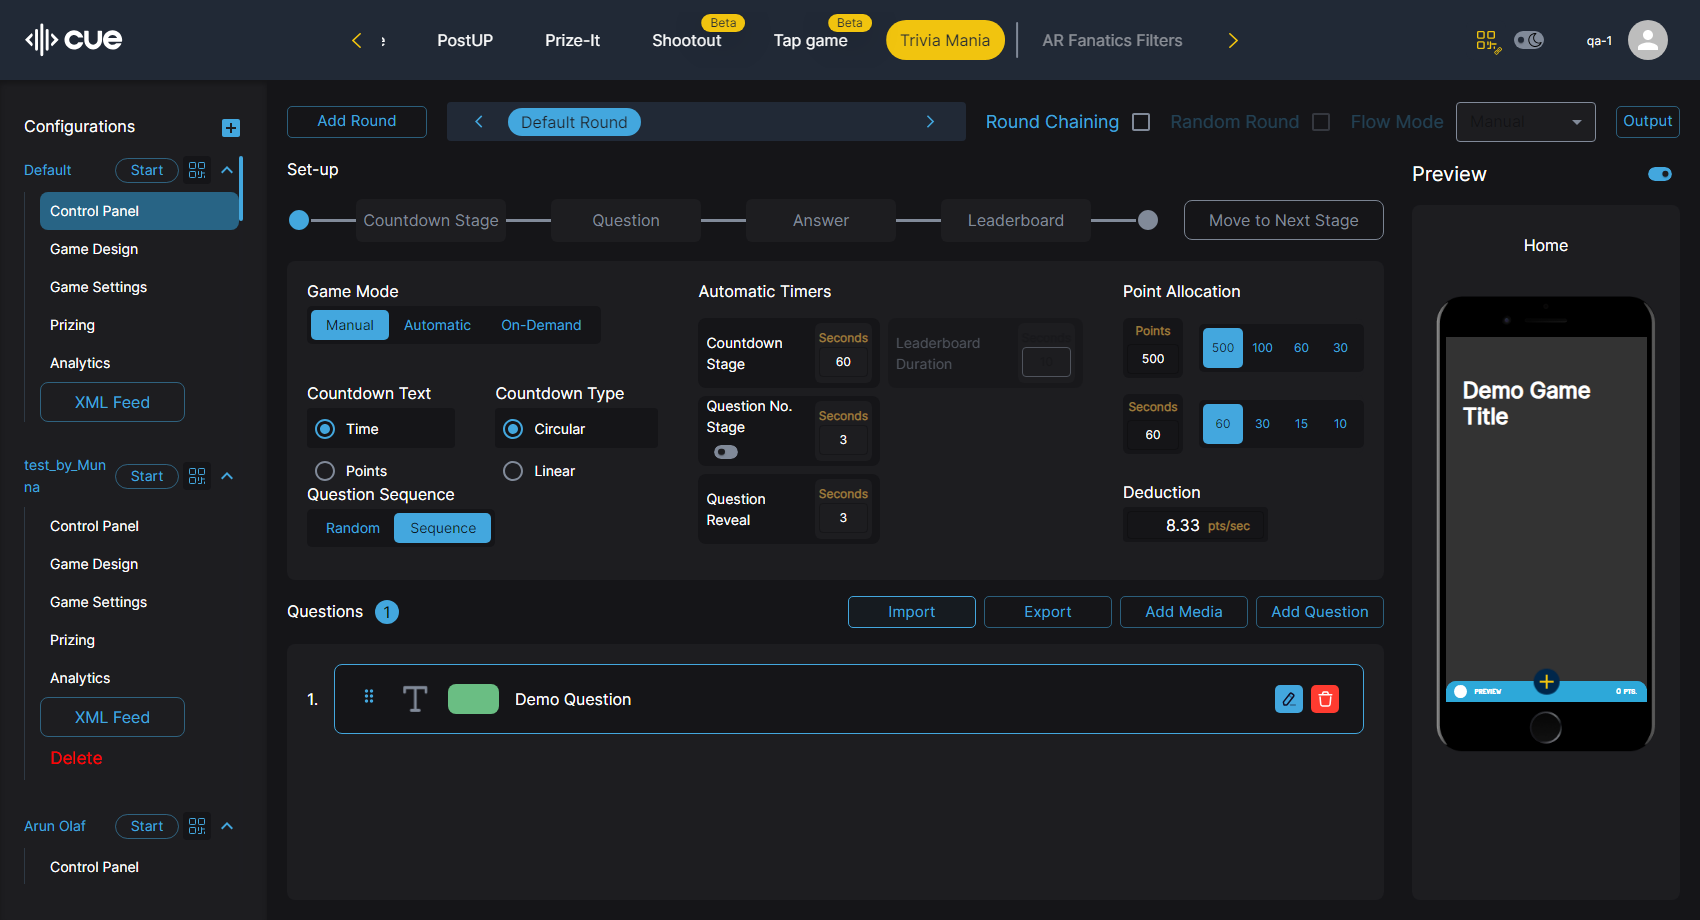 cue
PostUP
Prize-It
Beta
Shootout
Beta
Tap game
Trivia Mania
AR Fanatics Filters
qa-1
Configurations
Default
Start
Control Panel
Game Design
Game Settings
Prizing
Analytics
XML Feed
test_by_Mun
na
Start
Control Panel
Game Design
Game Settings
Prizing
Analytics
XML Feed
Delete
Arun Olaf
Start
Control Panel
Add Round
Default Round
Round Chaining
Random Round
Flow Mode
Manual
Output
Set-up
Countdown Stage
Question
Answer
Leaderboard
Move to Next Stage
Game Mode
Manual
Automatic
On-Demand
Countdown Text
Time
Points
Countdown Type
Circular
Linear
Question Sequence
Random
Sequence
Automatic Timers
Countdown
Stage
Seconds
60
Leaderboard
Duration
Question No.
Stage
Seconds
3
Question
Reveal
Seconds
3
Point Allocation
Points
500
500
100
60
30
Seconds
60
60
30
15
10
Deduction
8.33 pts/sec
Questions 1
Import
Export
Add Media
Add Question
1.
T
Demo Question
Preview
Home
Demo Game
Title
PREVIEW
0 PTS.